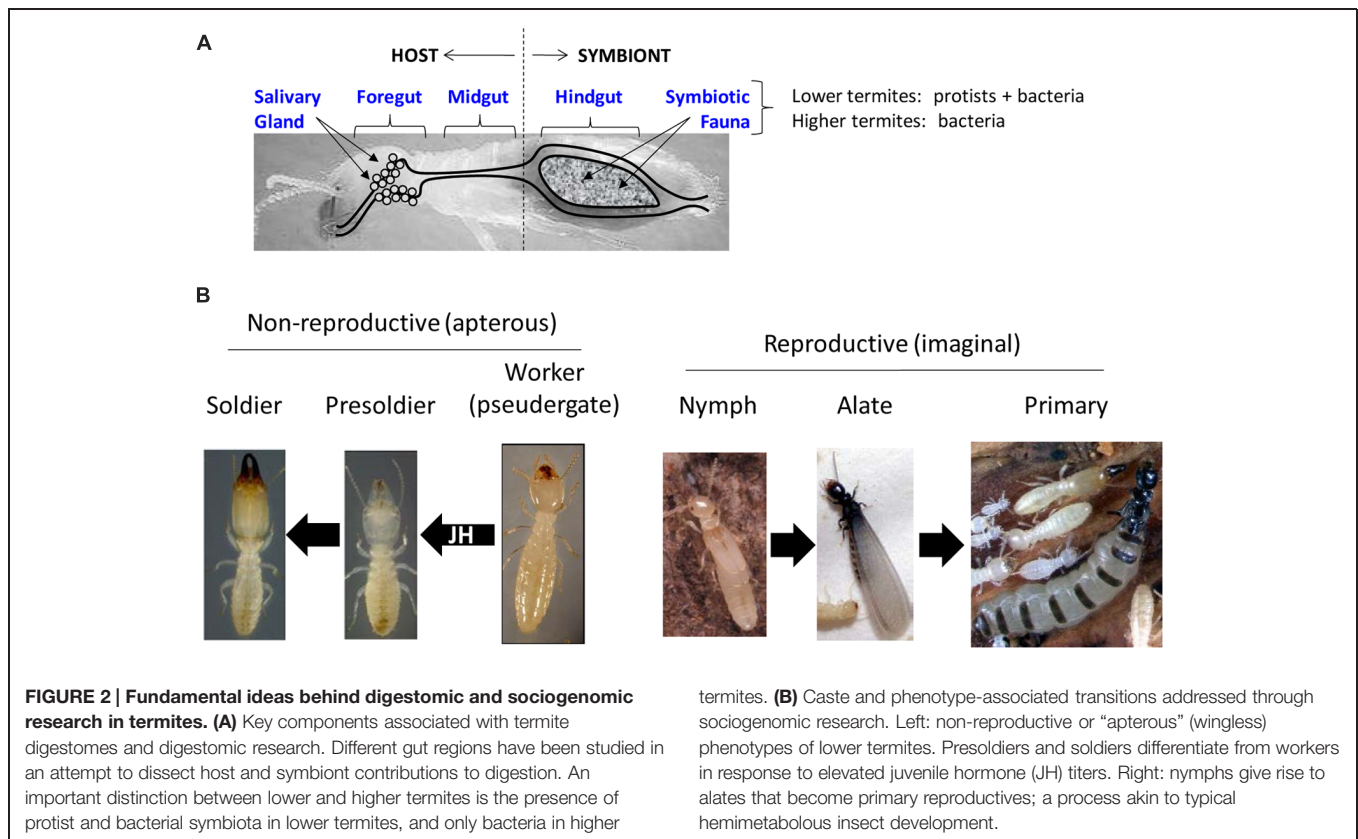 A
HOST SYMBIONT
Salivary Gland
Foregut
Midgut
Hindgut
Symbiotic Fauna
Lower termites: protists + bacteria
Higher termites: bacteria
B
Non-reproductive (apterous)
Soldier
Presoldier
Worker
(pseudergate)
JH
Reproductive (imaginal)
Nymph
Alate
Primary
FIGURE 2 | Fundamental ideas behind digestomic and sociogenomic
research in termites. (A) Key components associated with termite
digestomes and digestomic research. Different gut regions have been studied in
an attempt to dissect host and symbiont contributions to digestion. An
important distinction between lower and higher termites is the presence of
protist and bacterial symbiota in lower termites, and only bacteria in higher
termites. (B) Caste and phenotype-associated transitions addressed through
sociogenomic research. Left: non-reproductive or “apterous” (wingless)
phenotypes of lower termites. Presoldiers and soldiers differentiate from workers
in response to elevated juvenile hormone (JH) titers. Right: nymphs give rise to
alates that become primary reproductives; a process akin to typical
hemimetabolous insect development.